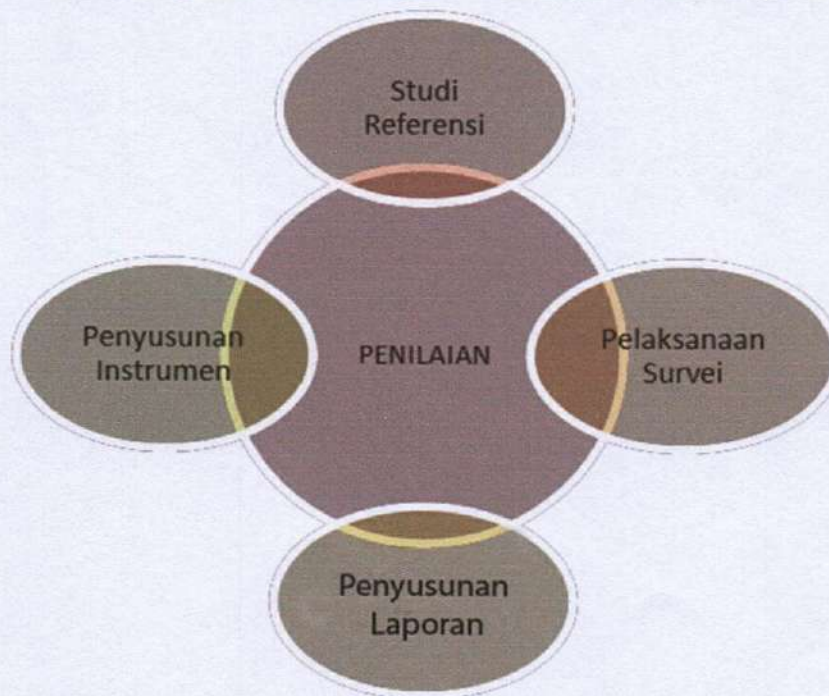 Studi
Referensi
Penyusunan
Instrumen
PENILAIAN
Pelaksanaan
Survei
Penyusunan
Laporan